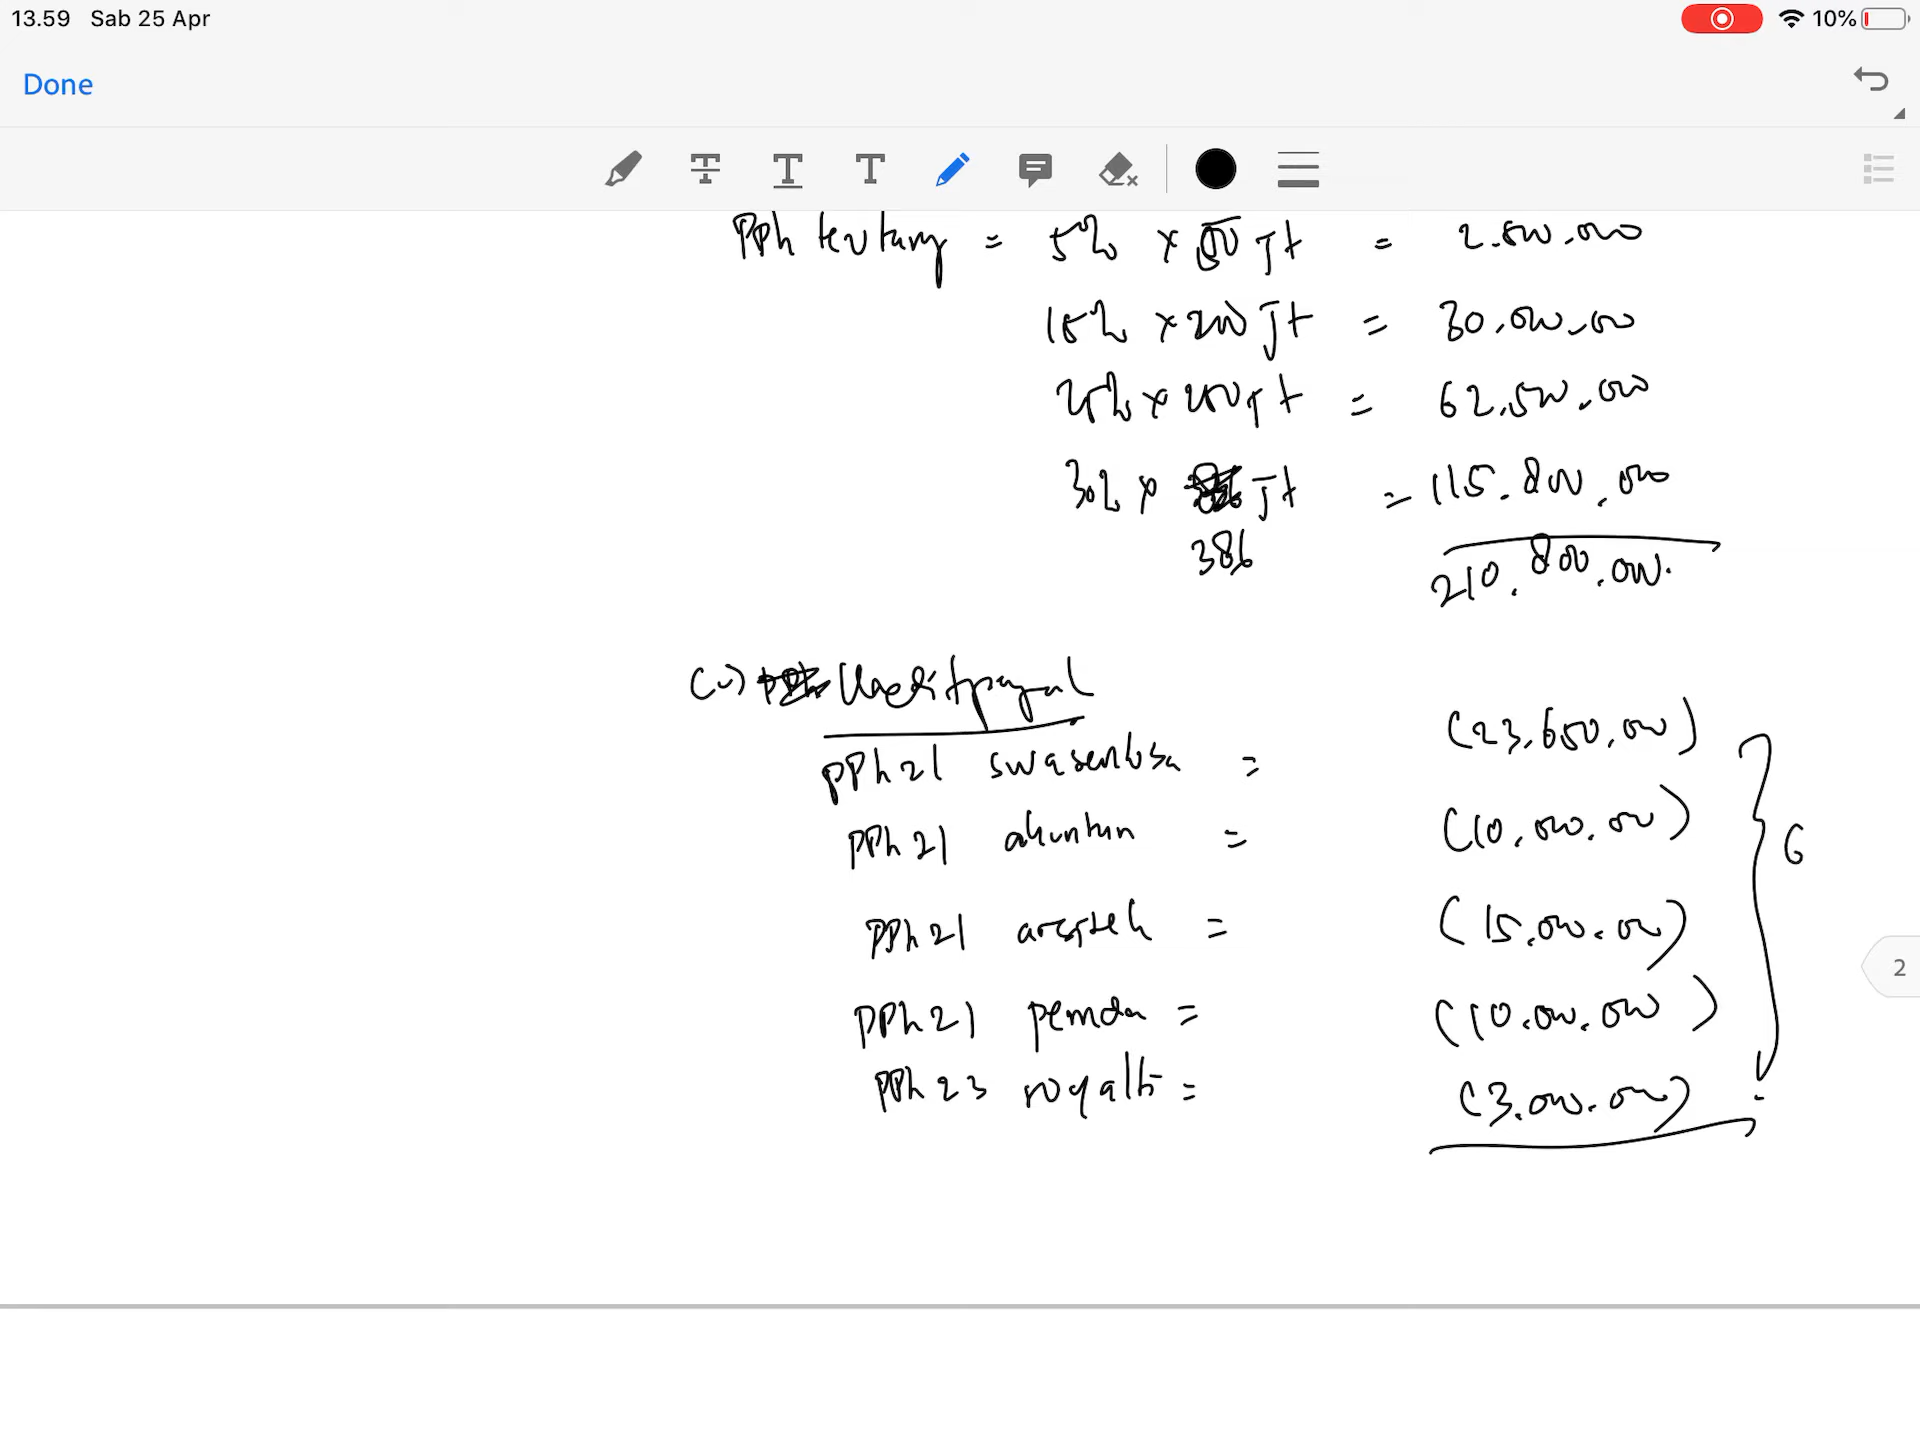 13.59 Sab 25 Apr 10%
Done
PPh terutang = 5% x 50 jt = 2.500.000
15% x 200 jt = 30.000.000
25% x 250 jt = 62.500.000
30% x jt = 115.800.000
386
210.800.000.
(-) Kredit pajak
PPh 21 swasentosa = (23.650.000)
PPh 21 akuntan = (10.000.000)
PPh 21 arsitek = (15.000.000)
PPh 21 pemda = (10.000.000)
PPh 23 royalti = (3.000.000)
6
2